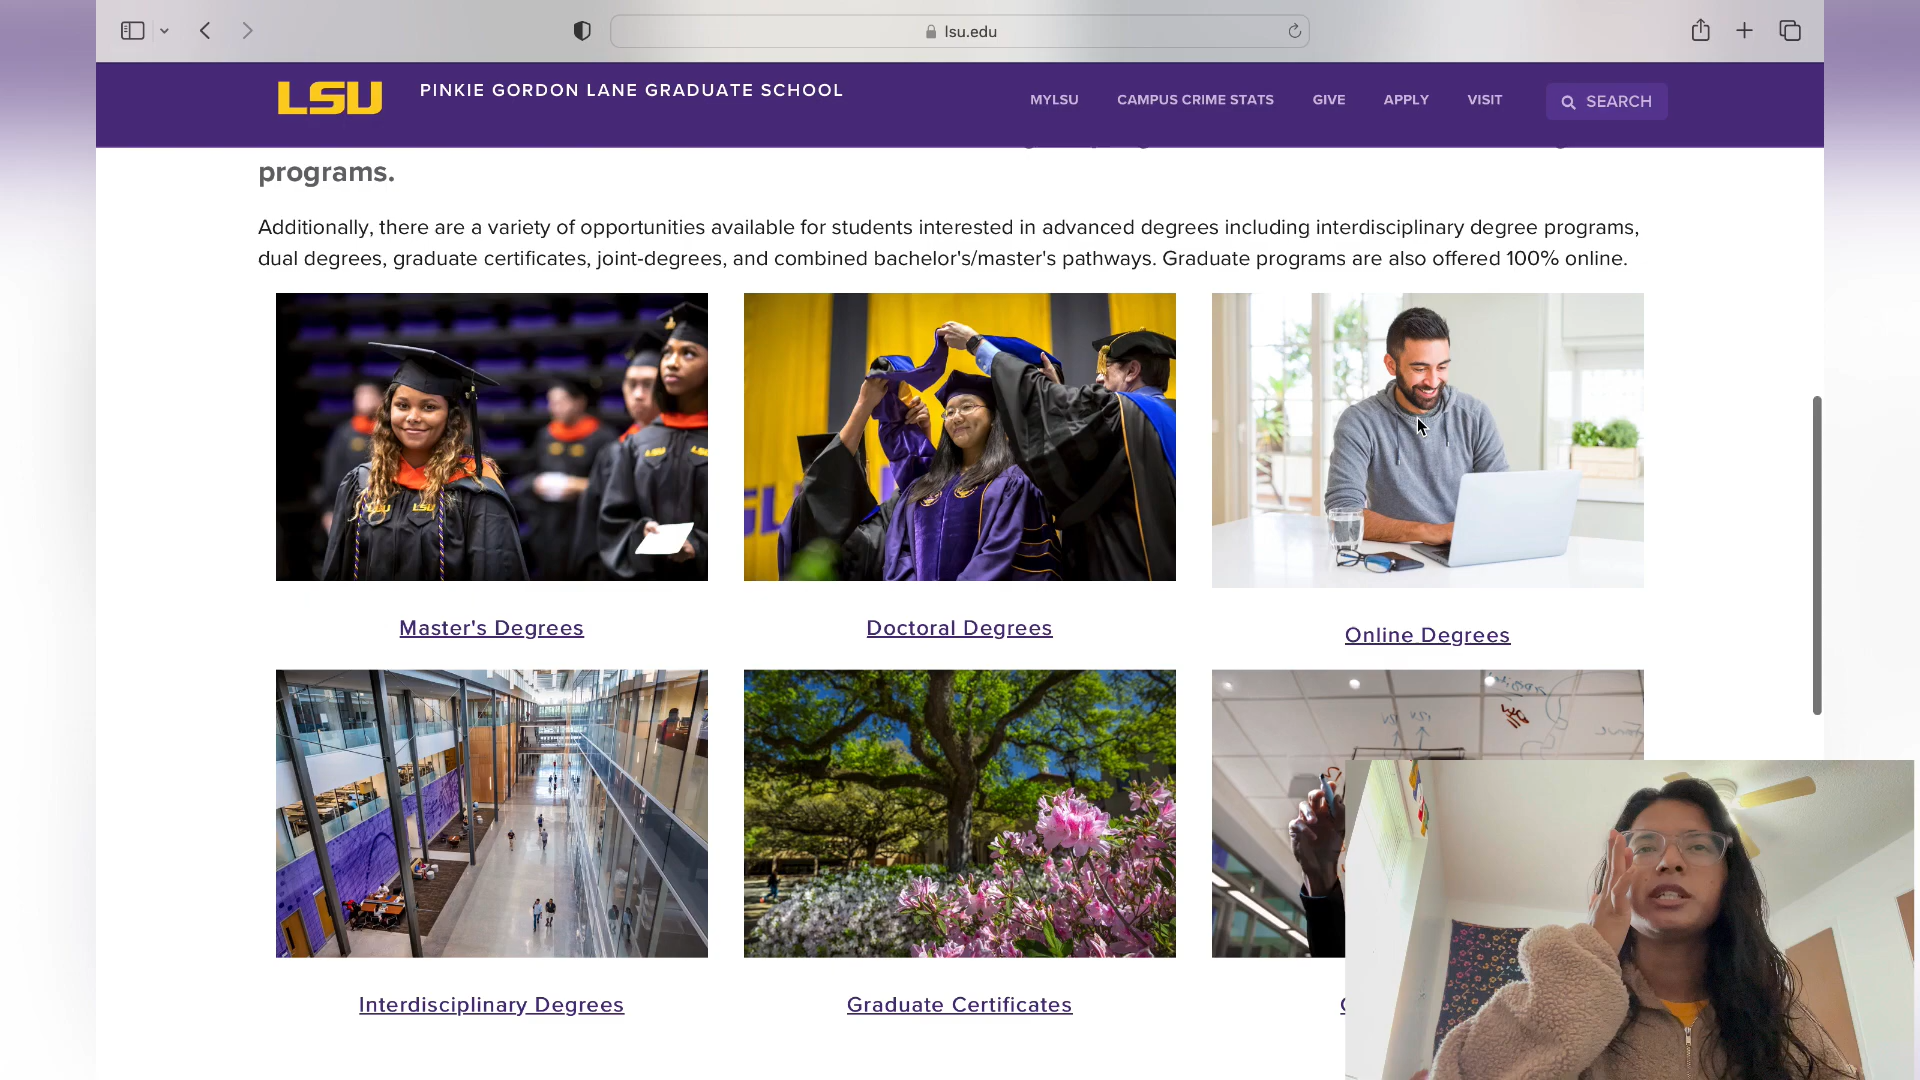 lsu.edu
LSU
PINKIE GORDON LANE GRADUATE SCHOOL
MYLSU
CAMPUS CRIME STATS
GIVE
APPLY
VISIT
SEARCH
programs.
Additionally, there are a variety of opportunities available for students interested in advanced degrees including interdisciplinary degree programs,
dual degrees, graduate certificates, joint-degrees, and combined bachelor's/master's pathways. Graduate programs are also offered 100% online.
Master's Degrees
Doctoral Degrees
Online Degrees
Interdisciplinary Degrees
Graduate Certificates